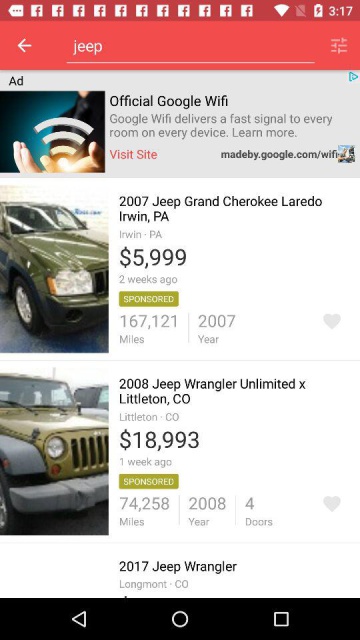 3:17
jeep
Ad
Official Google Wifi
Google Wifi delivers a fast signal to every
room on every device. Learn more.
Visit Site
madeby.google.com/wifi
2007 Jeep Grand Cherokee Laredo
Irwin, PA
Irwin · PA
$5,999
2 weeks ago
SPONSORED
167,121 2007
Miles Year
2008 Jeep Wrangler Unlimited x
Littleton, CO
Littleton · CO
$18,993
1 week ago
SPONSORED
74,258 2008 4
Miles Year Doors
2017 Jeep Wrangler
Longmont · CO